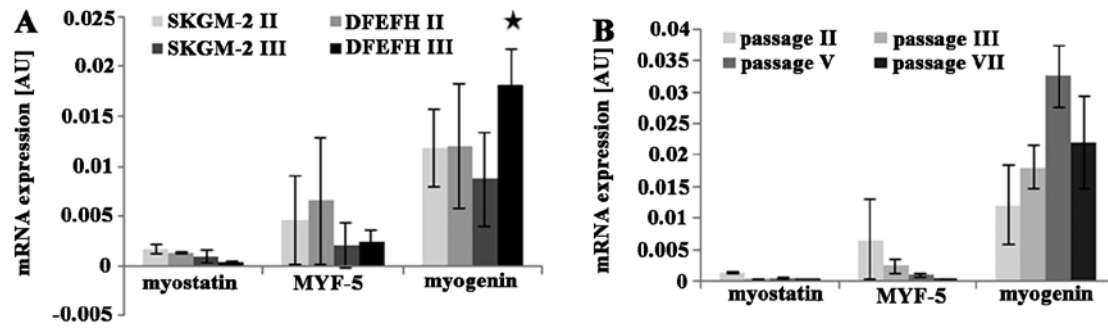 A
SKGM-2 II
DFEFH II
SKGM-2 III
DFEFH III
mRNA expression [AU]
0.025
0.02
0.015
0.01
0.005
0
-0.005
myostatin
MYF-5
myogenin
B
passage II
passage III
passage V
passage VII
mRNA expression [AU]
0.04
0.035
0.03
0.025
0.02
0.015
0.01
0.005
0
myostatin
MYF-5
myogenin